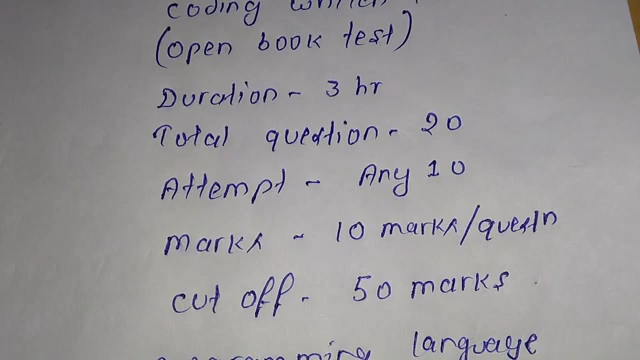 coding
(open book test)
Duration - 3 hr
Total question - 20
Attempt - Any 10
marks - 10 marks/questn
cut off - 50 marks
language